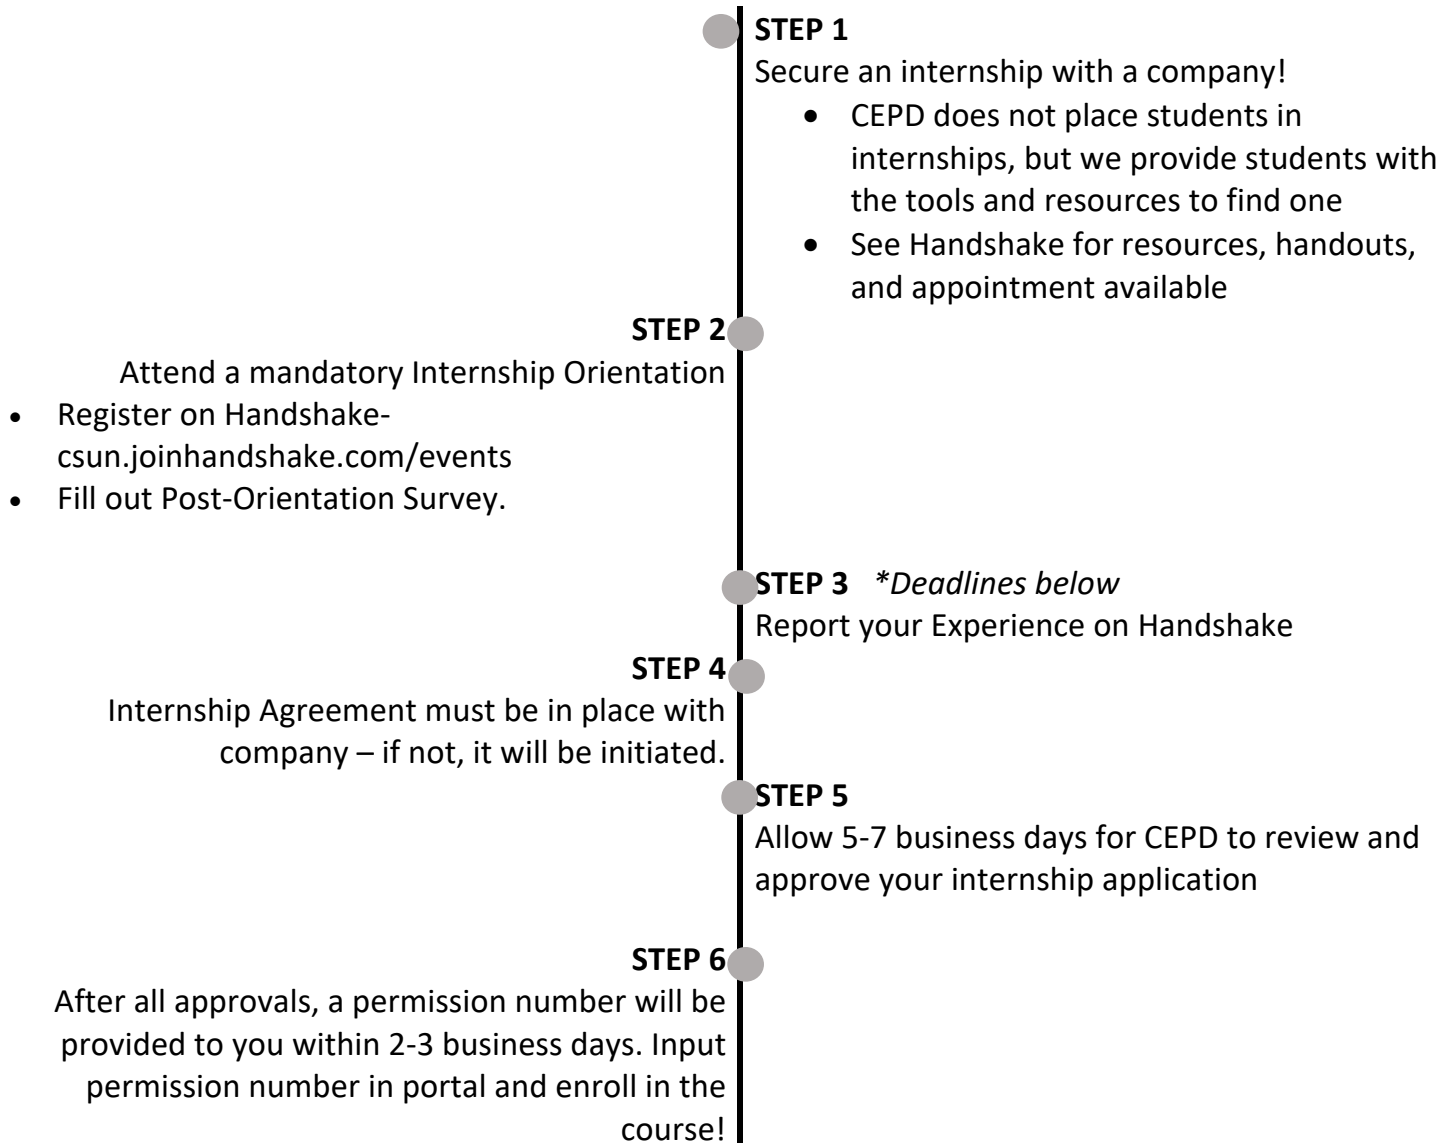 STEP 1
Secure an internship with a company!
• CEPD does not place students in
internships, but we provide students with
the tools and resources to find one
• See Handshake for resources, handouts,
and appointment available
STEP 2
Attend a mandatory Internship Orientation
• Register on Handshake-
csun.joinhandshake.com/events
• Fill out Post-Orientation Survey.
STEP 3 *Deadlines below
Report your Experience on Handshake
STEP 4
Internship Agreement must be in place with
company – if not, it will be initiated.
STEP 5
Allow 5-7 business days for CEPD to review and
approve your internship application
STEP 6
After all approvals, a permission number will be
provided to you within 2-3 business days. Input
permission number in portal and enroll in the
course!